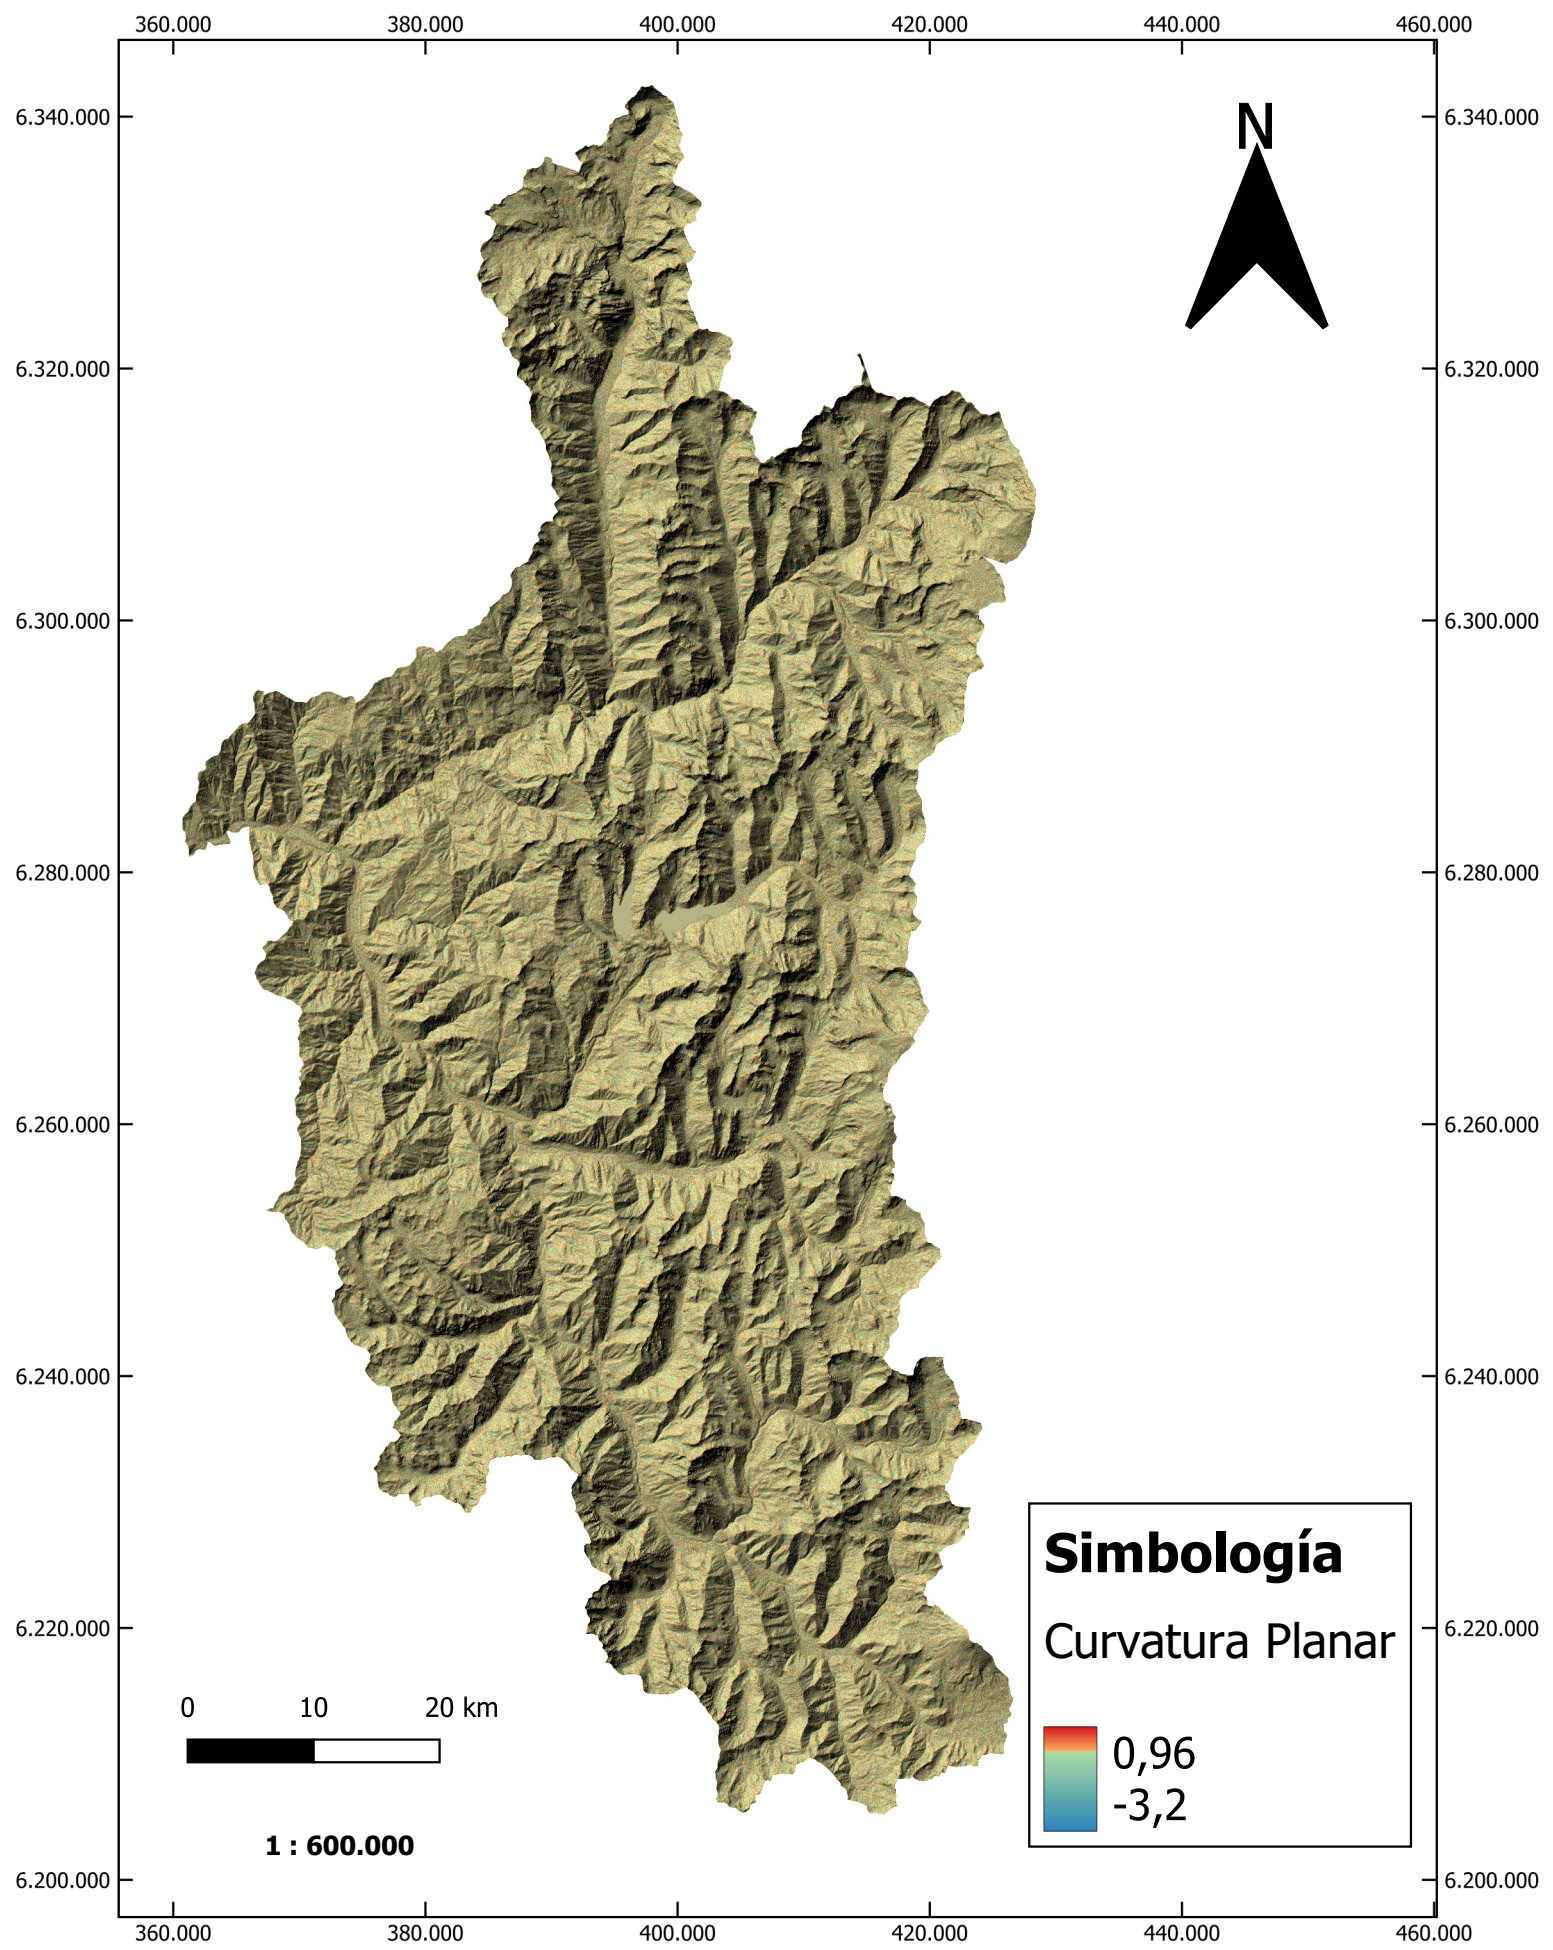 360.000 380.000 400.000 420.000 440.000 460.000
N
6.340.000 6.340.000
6.320.000 6.320.000
6.300.000 6.300.000
6.280.000 6.280.000
6.260.000 6.260.000
6.240.000 6.240.000
6.220.000 6.220.000
6.200.000 6.200.000
Simbología
Curvatura Planar
0,96
-3,2
0 10 20 km
1 : 600.000
360.000 380.000 400.000 420.000 440.000 460.000